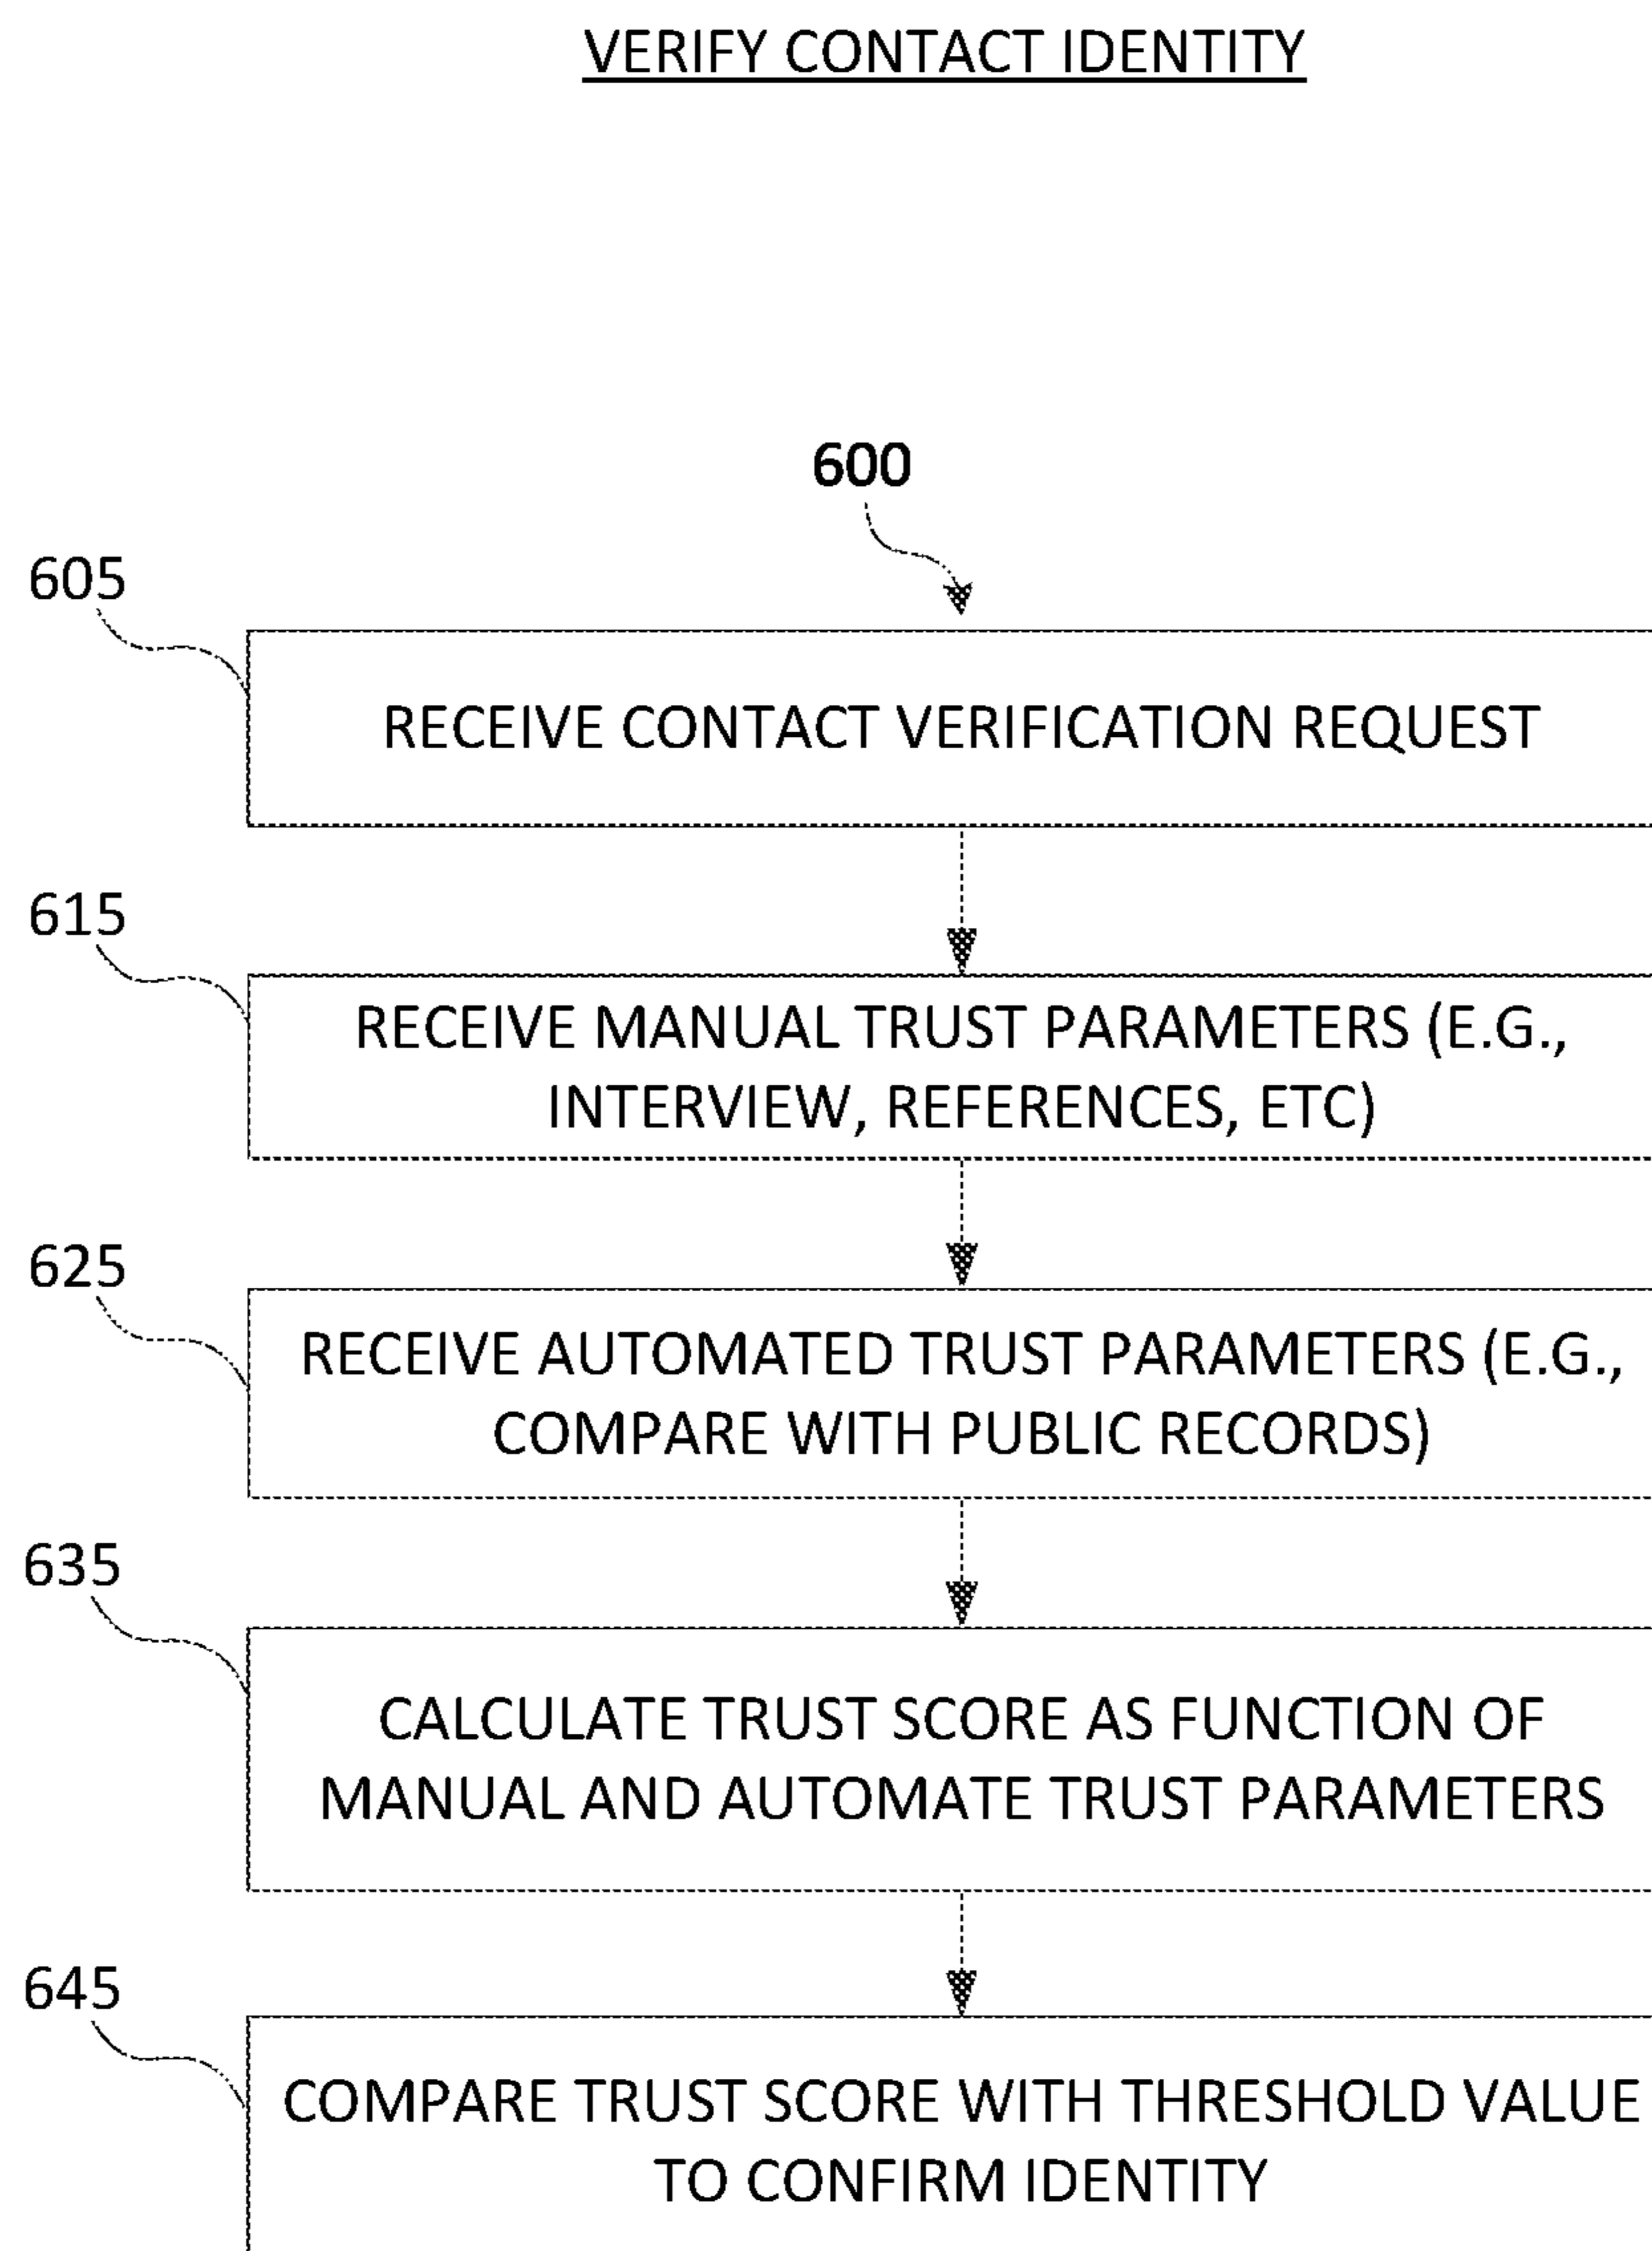 VERIFY CONTACT IDENTITY
600
605
RECEIVE CONTACT VERIFICATION REQUEST
615
RECEIVE MANUAL TRUST PARAMETERS (E.G.,
INTERVIEW, REFERENCES, ETC)
625
RECEIVE AUTOMATED TRUST PARAMETERS (E.G.,
COMPARE WITH PUBLIC RECORDS)
635
CALCULATE TRUST SCORE AS FUNCTION OF
MANUAL AND AUTOMATE TRUST PARAMETERS
645
COMPARE TRUST SCORE WITH THRESHOLD VALUE
TO CONFIRM IDENTITY